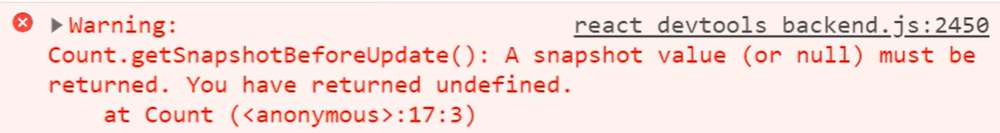 Warning: react_devtools_backend.js:2450
Count.getSnapshotBeforeUpdate(): A snapshot value (or null) must be
returned. You have returned undefined.
at Count (<anonymous>:17:3)